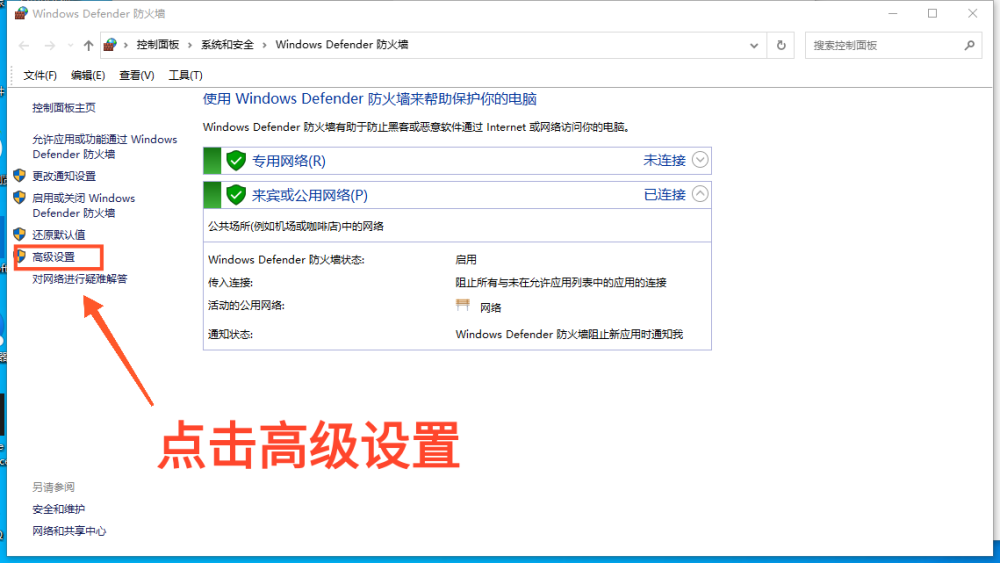 Windows Defender 防火墙
控制面板 › 系统和安全 › Windows Defender 防火墙
搜索控制面板
文件(F) 编辑(E) 查看(V) 工具(T)
控制面板主页
允许应用或功能通过 Windows
Defender 防火墙
更改通知设置
启用或关闭 Windows
Defender 防火墙
还原默认值
高级设置
对网络进行疑难解答
使用 Windows Defender 防火墙来帮助保护你的电脑
Windows Defender 防火墙有助于防止黑客或恶意软件通过 Internet 或网络访问你的电脑。
专用网络(R) 未连接
来宾或公用网络(P) 已连接
公共场所(例如机场或咖啡店)中的网络
Windows Defender 防火墙状态: 启用
传入连接: 阻止所有与未在允许应用列表中的应用的连接
活动的公用网络: 网络
通知状态: Windows Defender 防火墙阻止新应用时通知我
点击高级设置
另请参阅
安全和维护
网络和共享中心